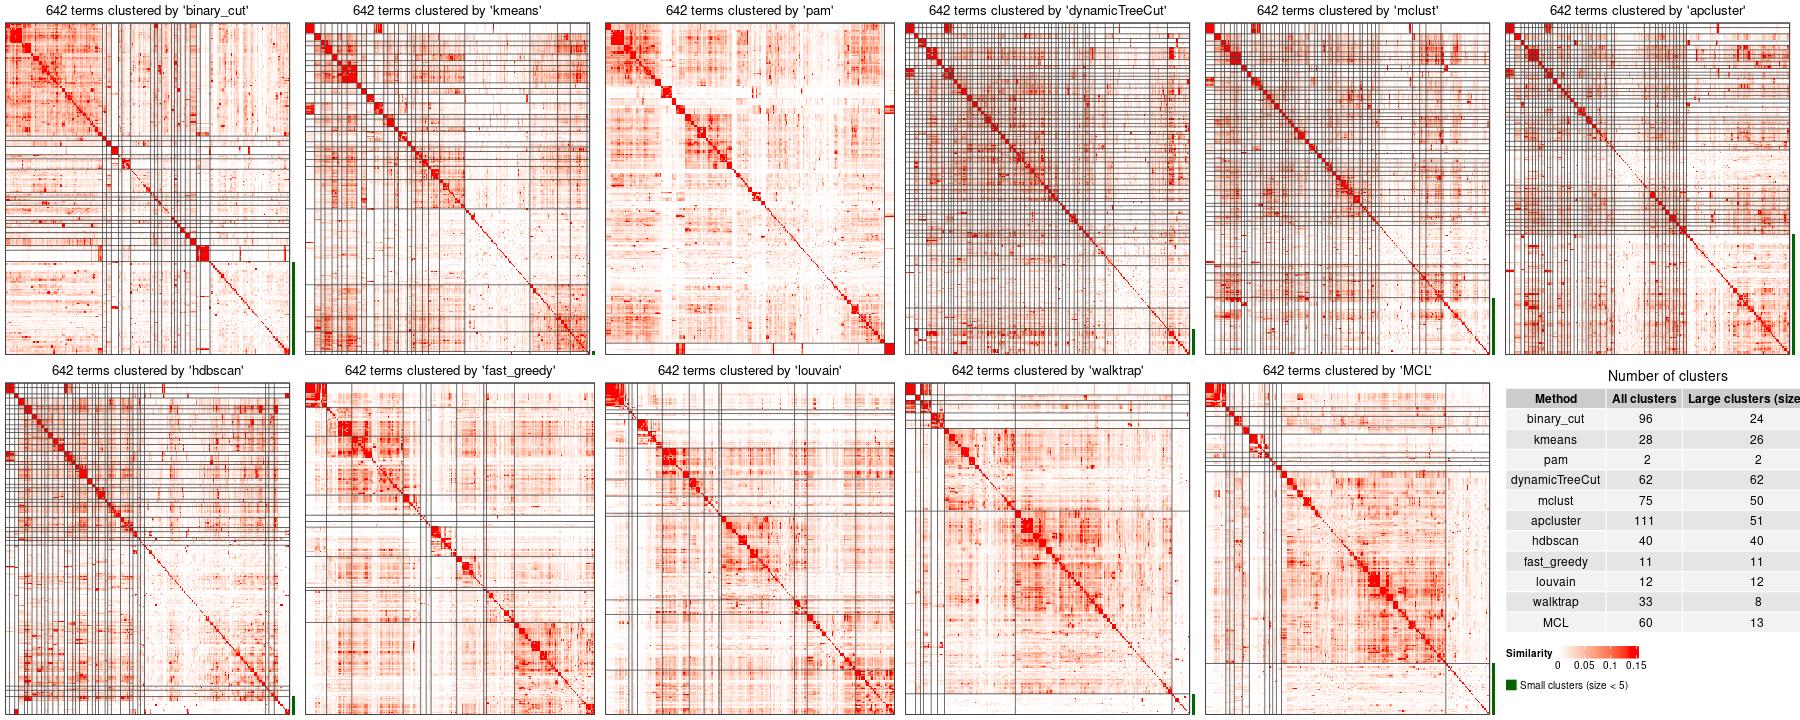 642 terms clustered by 'binary_cut'
642 terms clustered by 'kmeans'
642 terms clustered by 'pam'
642 terms clustered by 'dynamicTreeCut'
642 terms clustered by 'mclust'
642 terms clustered by 'apcluster'
642 terms clustered by 'hdbscan'
642 terms clustered by 'fast_greedy'
642 terms clustered by 'louvain'
642 terms clustered by 'walktrap'
642 terms clustered by 'MCL'
Number of clusters
Method All clusters Large clusters (size
binary_cut 96 24
kmeans 28 26
pam 2 2
dynamicTreeCut 62 62
mclust 75 50
apcluster 111 51
hdbscan 40 40
fast_greedy 11 11
louvain 12 12
walktrap 33 8
MCL 60 13
Similarity
0 0.05 0.1 0.15
Small clusters (size < 5)